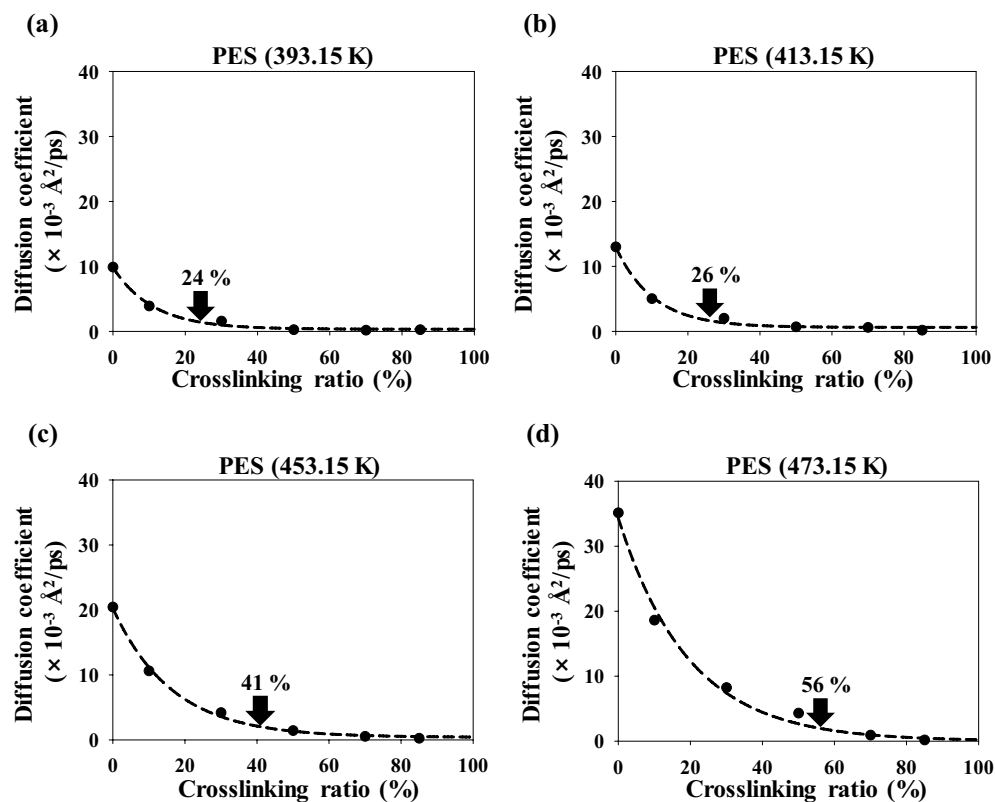 (a)
PES (393.15 K)
Diffusion coefficient
(× 10⁻³ Å²/ps)
40
30
20
10
0
24 %
0 20 40 60 80 100
Crosslinking ratio (%)
(b)
PES (413.15 K)
Diffusion coefficient
(× 10⁻³ Å²/ps)
40
30
20
10
0
26 %
0 20 40 60 80 100
Crosslinking ratio (%)
(c)
PES (453.15 K)
Diffusion coefficient
(× 10⁻³ Å²/ps)
40
30
20
10
0
41 %
0 20 40 60 80 100
Crosslinking ratio (%)
(d)
PES (473.15 K)
Diffusion coefficient
(× 10⁻³ Å²/ps)
40
30
20
10
0
56 %
0 20 40 60 80 100
Crosslinking ratio (%)